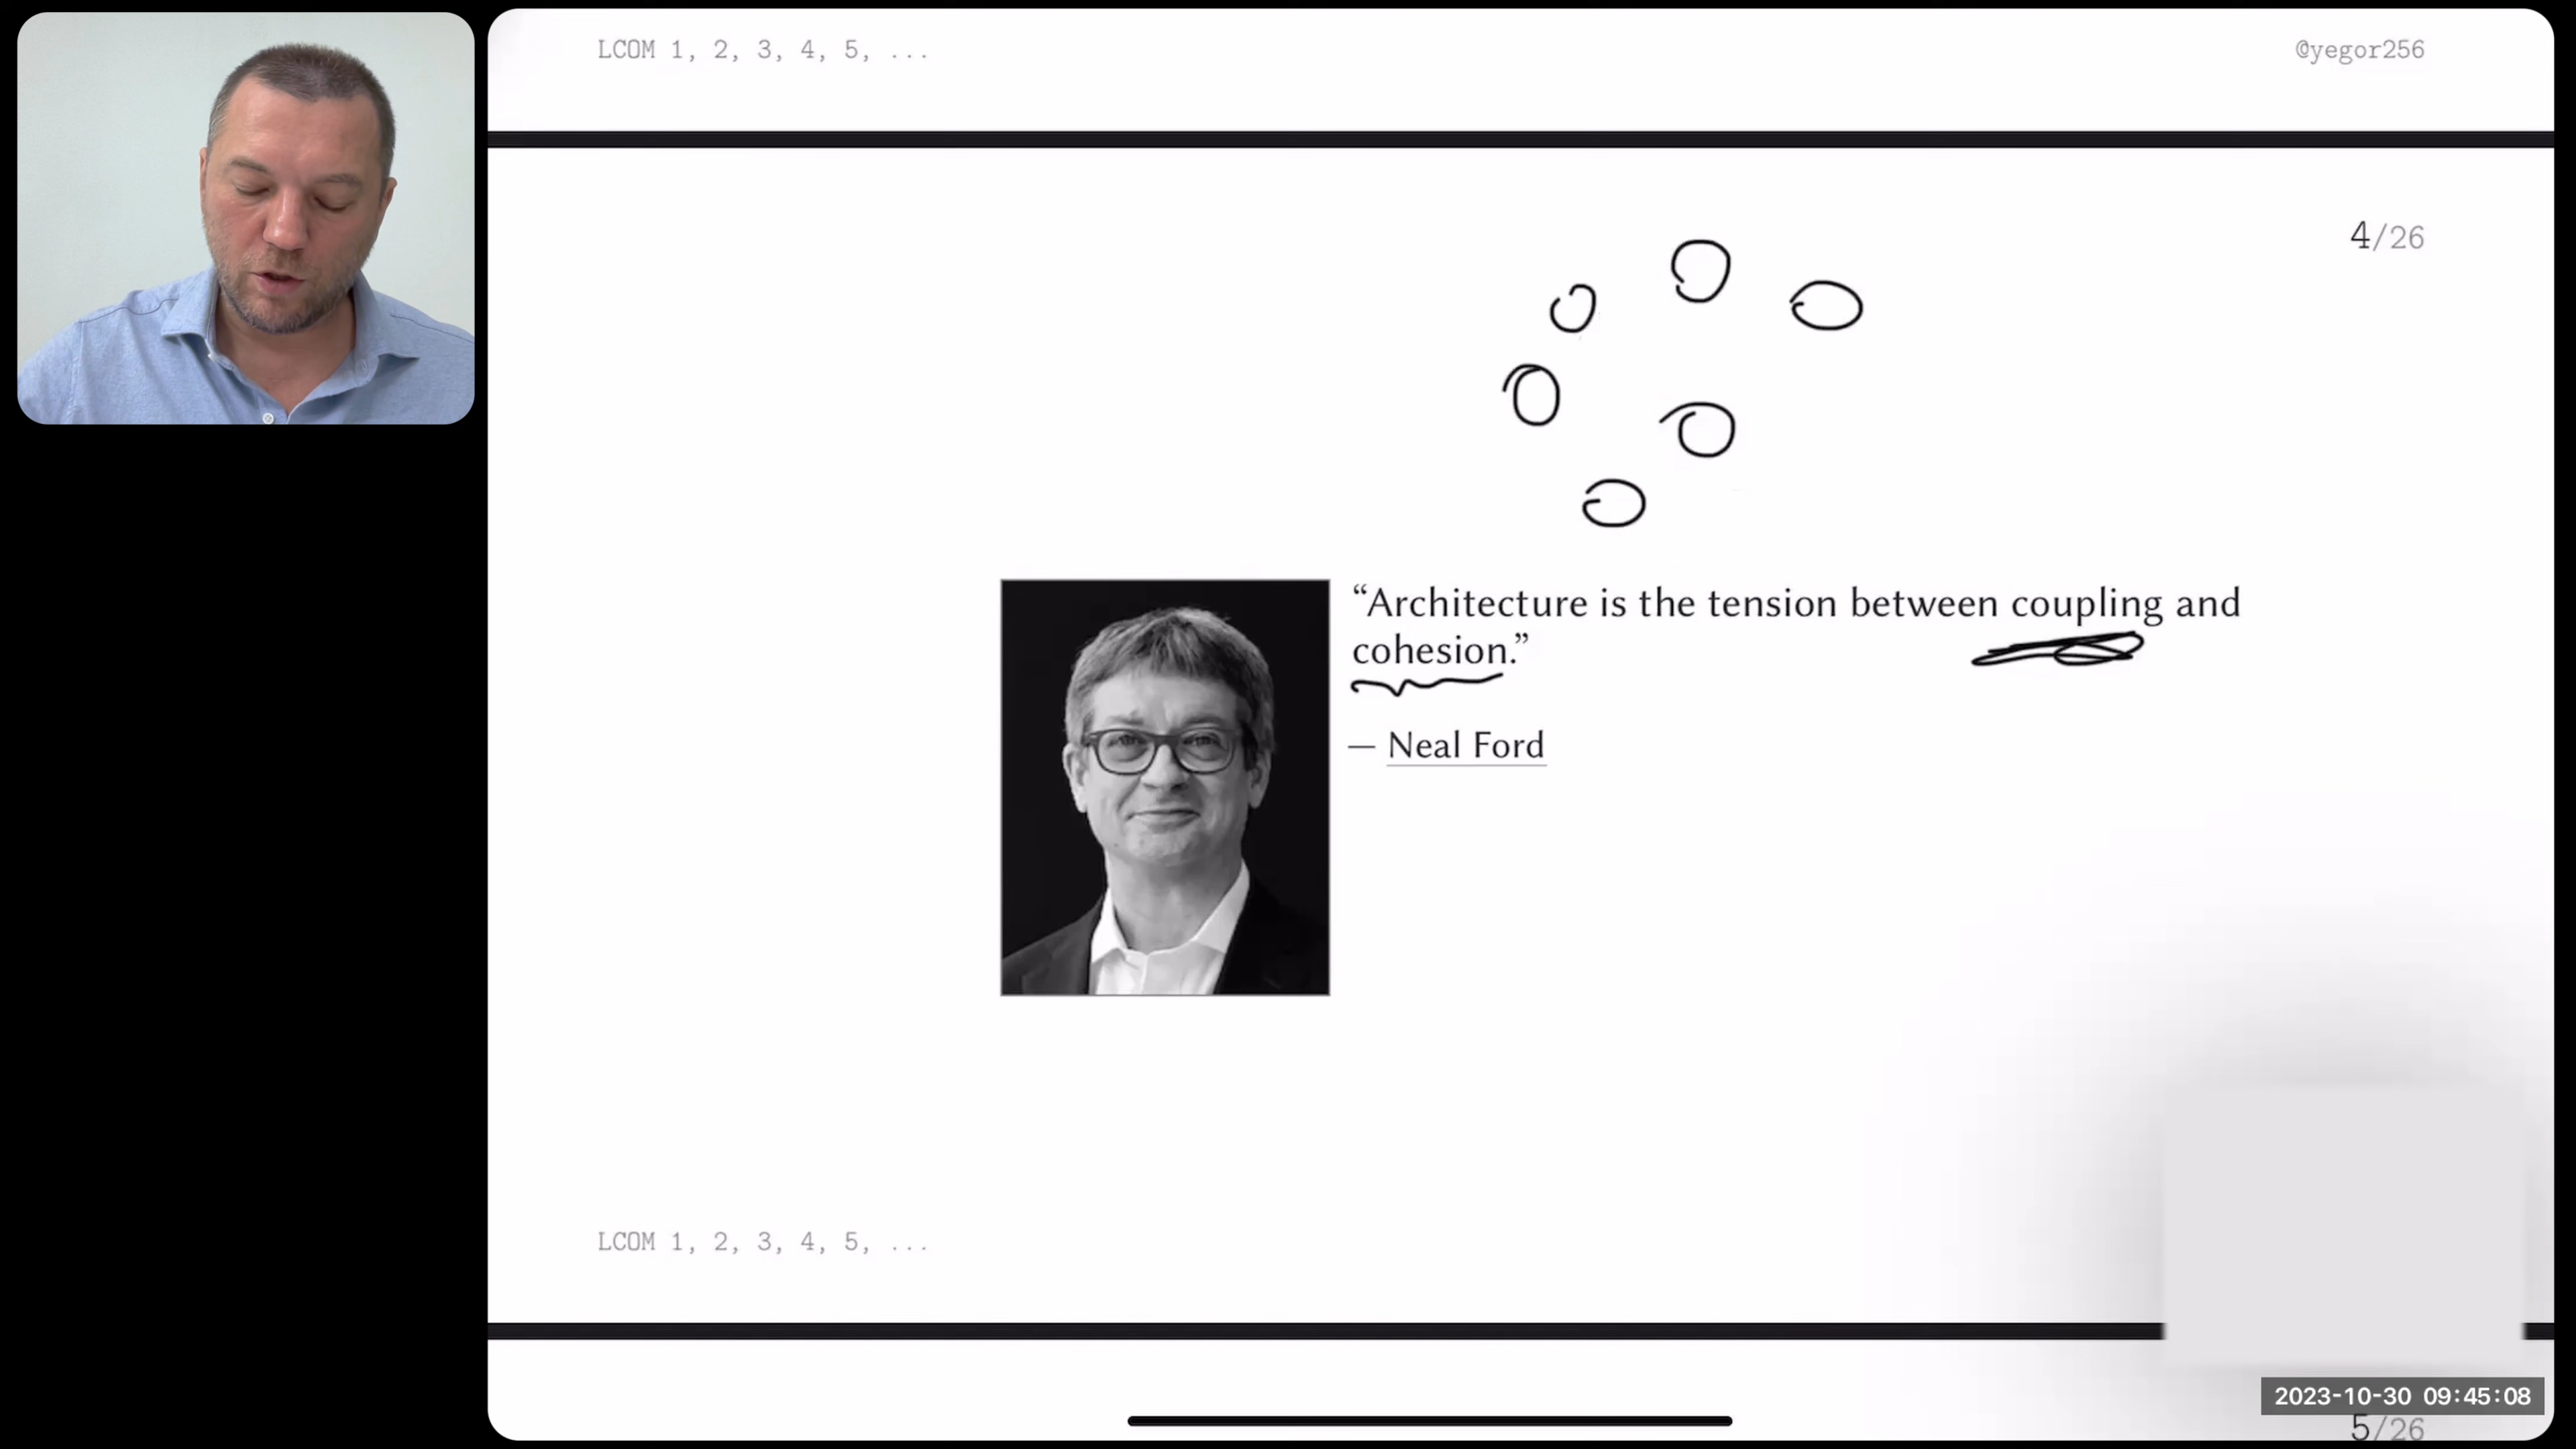 LCOM 1, 2, 3, 4, 5, ...
@yegor256
4/26
“Architecture is the tension between coupling and
cohesion.”
— Neal Ford
LCOM 1, 2, 3, 4, 5, ...
2023-10-30 09:45:08
5/26